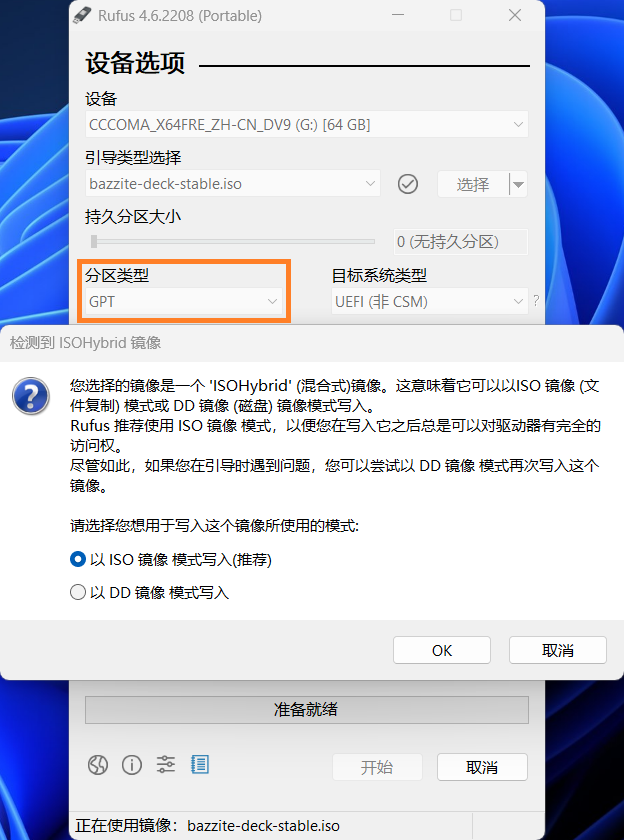 Rufus 4.6.2208 (Portable)
设备选项
设备
CCCOMA_X64FRE_ZH-CN_DV9 (G:) [64 GB]
引导类型选择
bazzite-deck-stable.iso
选择
持久分区大小
0 (无持久分区)
分区类型
目标系统类型
GPT
UEFI (非 CSM)
?
检测到 ISOHybrid 镜像
您选择的镜像是一个 'ISOHybrid' (混合式)镜像。这意味着它可以以ISO 镜像 (文
件复制) 模式或 DD 镜像 (磁盘) 镜像模式写入。
Rufus 推荐使用 ISO 镜像 模式，以便您在写入它之后总是可以对驱动器有完全的
访问权。
尽管如此，如果您在引导时遇到问题，您可以尝试以 DD 镜像 模式再次写入这个
镜像。
请选择您想用于写入这个镜像所使用的模式:
以 ISO 镜像 模式写入(推荐)
以 DD 镜像 模式写入
OK
取消
准备就绪
开始
取消
正在使用镜像：bazzite-deck-stable.iso